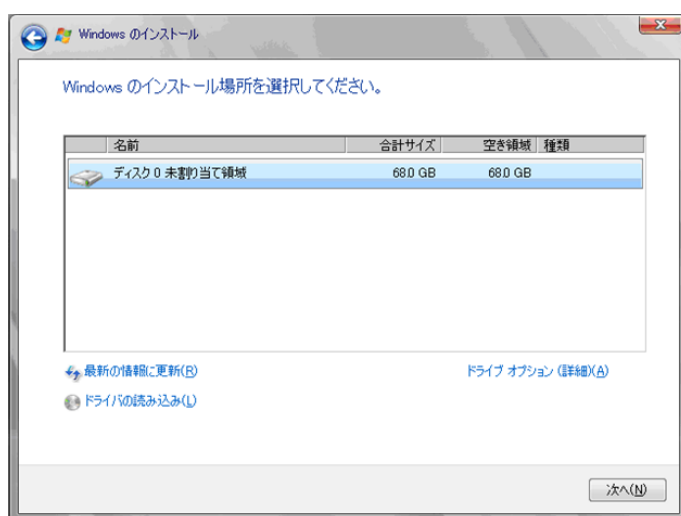 Windows のインストール
Windows のインストール場所を選択してください。
名前 合計サイズ 空き領域 種類
ディスク 0 未割り当て領域 68.0 GB 68.0 GB
最新の情報に更新(R) ドライブ オプション (詳細)(A)
ドライバの読み込み(L)
次へ(N)